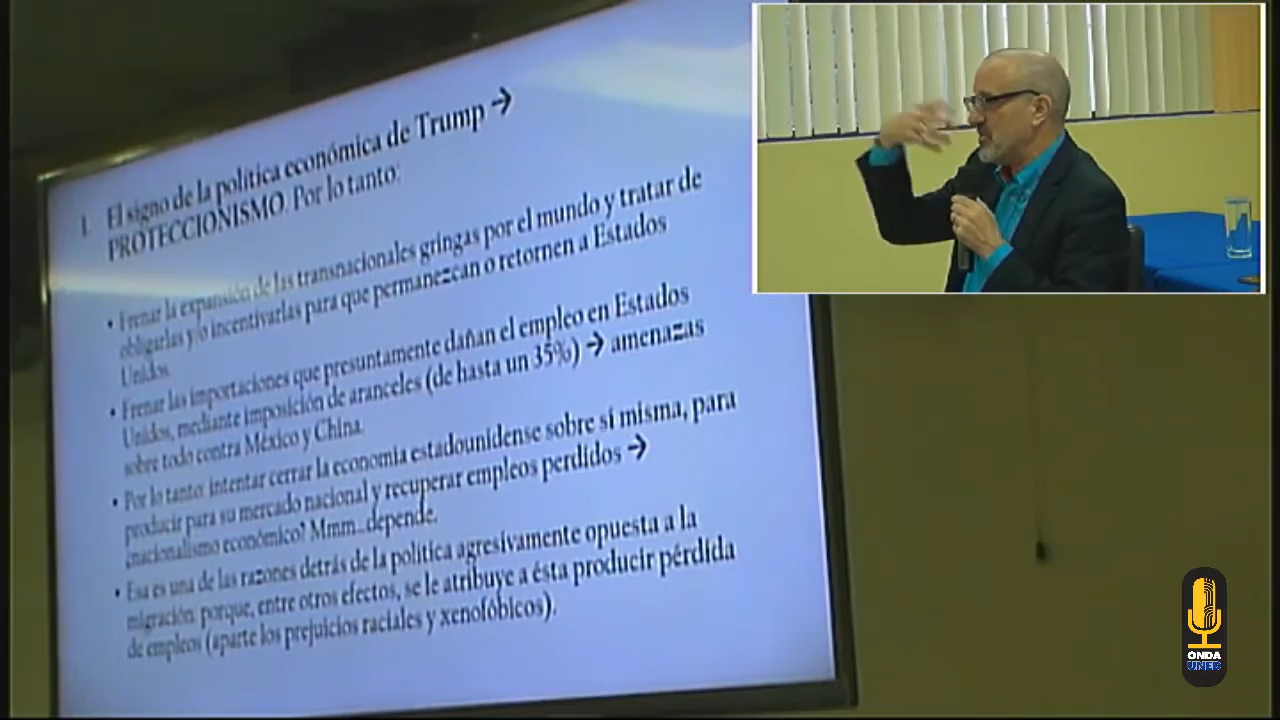 1. El signo de la política económica de Trump →
PROTECCIONISMO. Por lo tanto:
• Frenar la expansión de las transnacionales gringas por el mundo y tratar de
obligarlas y/o incentivarlas para que permanezcan o retornen a Estados
Unidos.
• Frenar las importaciones que presuntamente dañan el empleo en Estados
Unidos, mediante imposición de aranceles (de hasta un 35%) → amenazas
sobre todo contra México y China.
• Por lo tanto: intentar cerrar la economía estadounidense sobre sí misma, para
producir para su mercado nacional y recuperar empleos perdidos →
¿nacionalismo económico? Mmm...depende.
• Esa es una de las razones detrás de la política agresivamente opuesta a la
migración: porque, entre otros efectos, se le atribuye a ésta producir pérdida
de empleos (aparte los prejuicios raciales y xenofóbicos).
ONDA
UNED